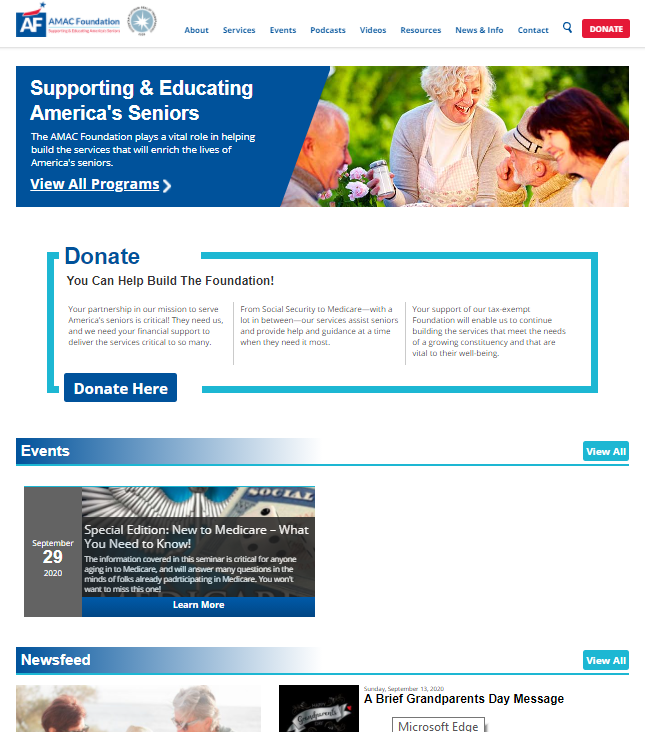 AF AMAC Foundation
Supporting & Educating America's Seniors
About Services Events Podcasts Videos Resources News & Info Contact DONATE
Supporting & Educating
America's Seniors
The AMAC Foundation plays a vital role in helping
build the services that will enrich the lives of
America's seniors.
View All Programs
Donate
You Can Help Build The Foundation!
Your partnership in our mission to serve
America's seniors is critical! They need us,
and we need your financial support to
deliver the services critical to so many.
From Social Security to Medicare—with a
lot in between—our services assist seniors
and provide help and guidance at a time
when they need it most.
Your support of our tax-exempt
Foundation will enable us to continue
building the services that meet the needs
of a growing constituency and that are
vital to their well-being.
Donate Here
Events View All
September
29
2020
SOCIAL
Special Edition: New to Medicare – What
You Need to Know!
The information covered in this seminar is critical for anyone
aging in to Medicare, and will answer many questions in the
minds of folks already padrticipating in Medicare. You won't
want to miss this one!
MEDICARE
Learn More
Newsfeed View All
Sunday, September 13, 2020
A Brief Grandparents Day Message
Grandparents
Microsoft Edge